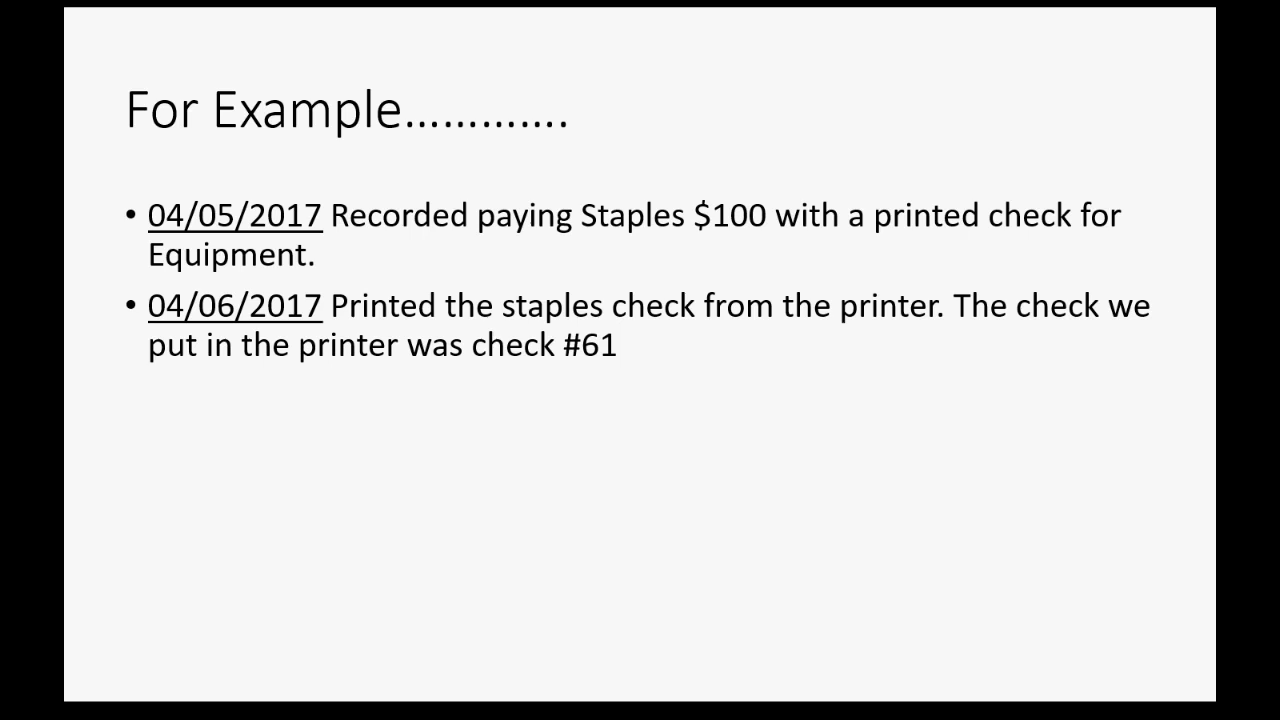 For Example………….
• 04/05/2017 Recorded paying Staples $100 with a printed check for
Equipment.
• 04/06/2017 Printed the staples check from the printer. The check we
put in the printer was check #61